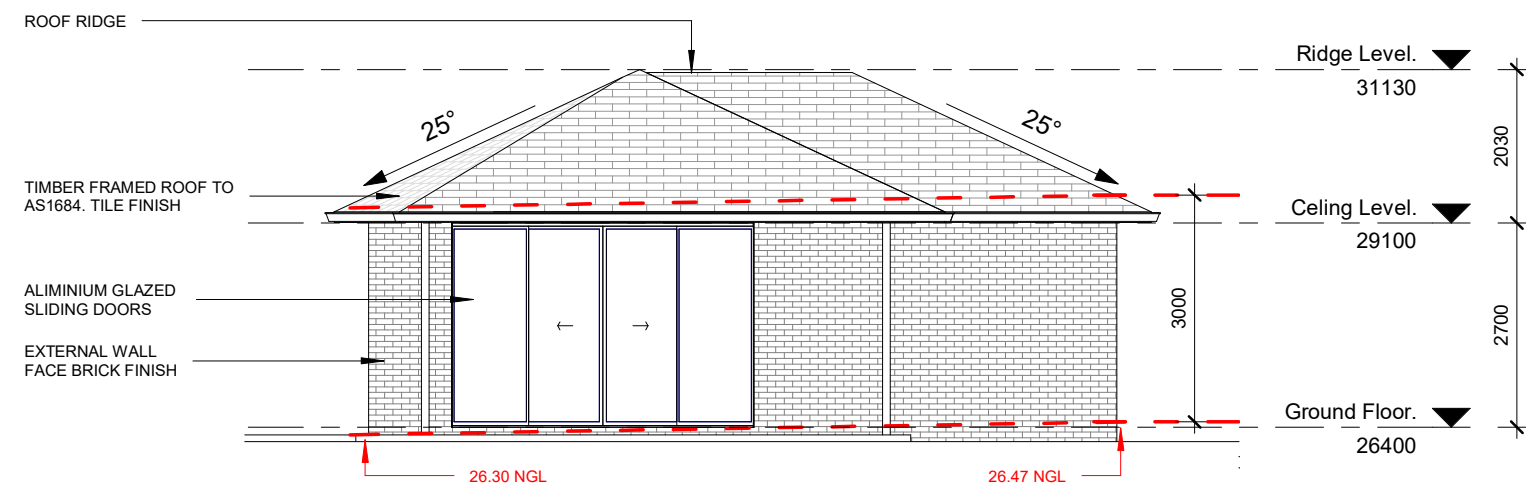 ROOF RIDGE
Ridge Level.
31130
25°
25°
2030
TIMBER FRAMED ROOF TO
AS1684. TILE FINISH
Celing Level.
29100
ALIMINIUM GLAZED
SLIDING DOORS
3000
2700
EXTERNAL WALL
FACE BRICK FINISH
Ground Floor.
26400
26.30 NGL
26.47 NGL